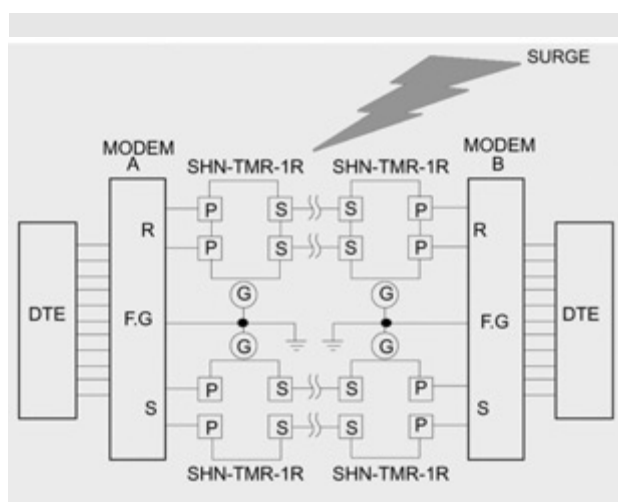 SURGE
MODEM A
MODEM B
SHN-TMR-1R
SHN-TMR-1R
P S S P
R
R
P S S P
G G
DTE
F.G
F.G
DTE
G G
P S S P
S
S
P S S P
SHN-TMR-1R
SHN-TMR-1R